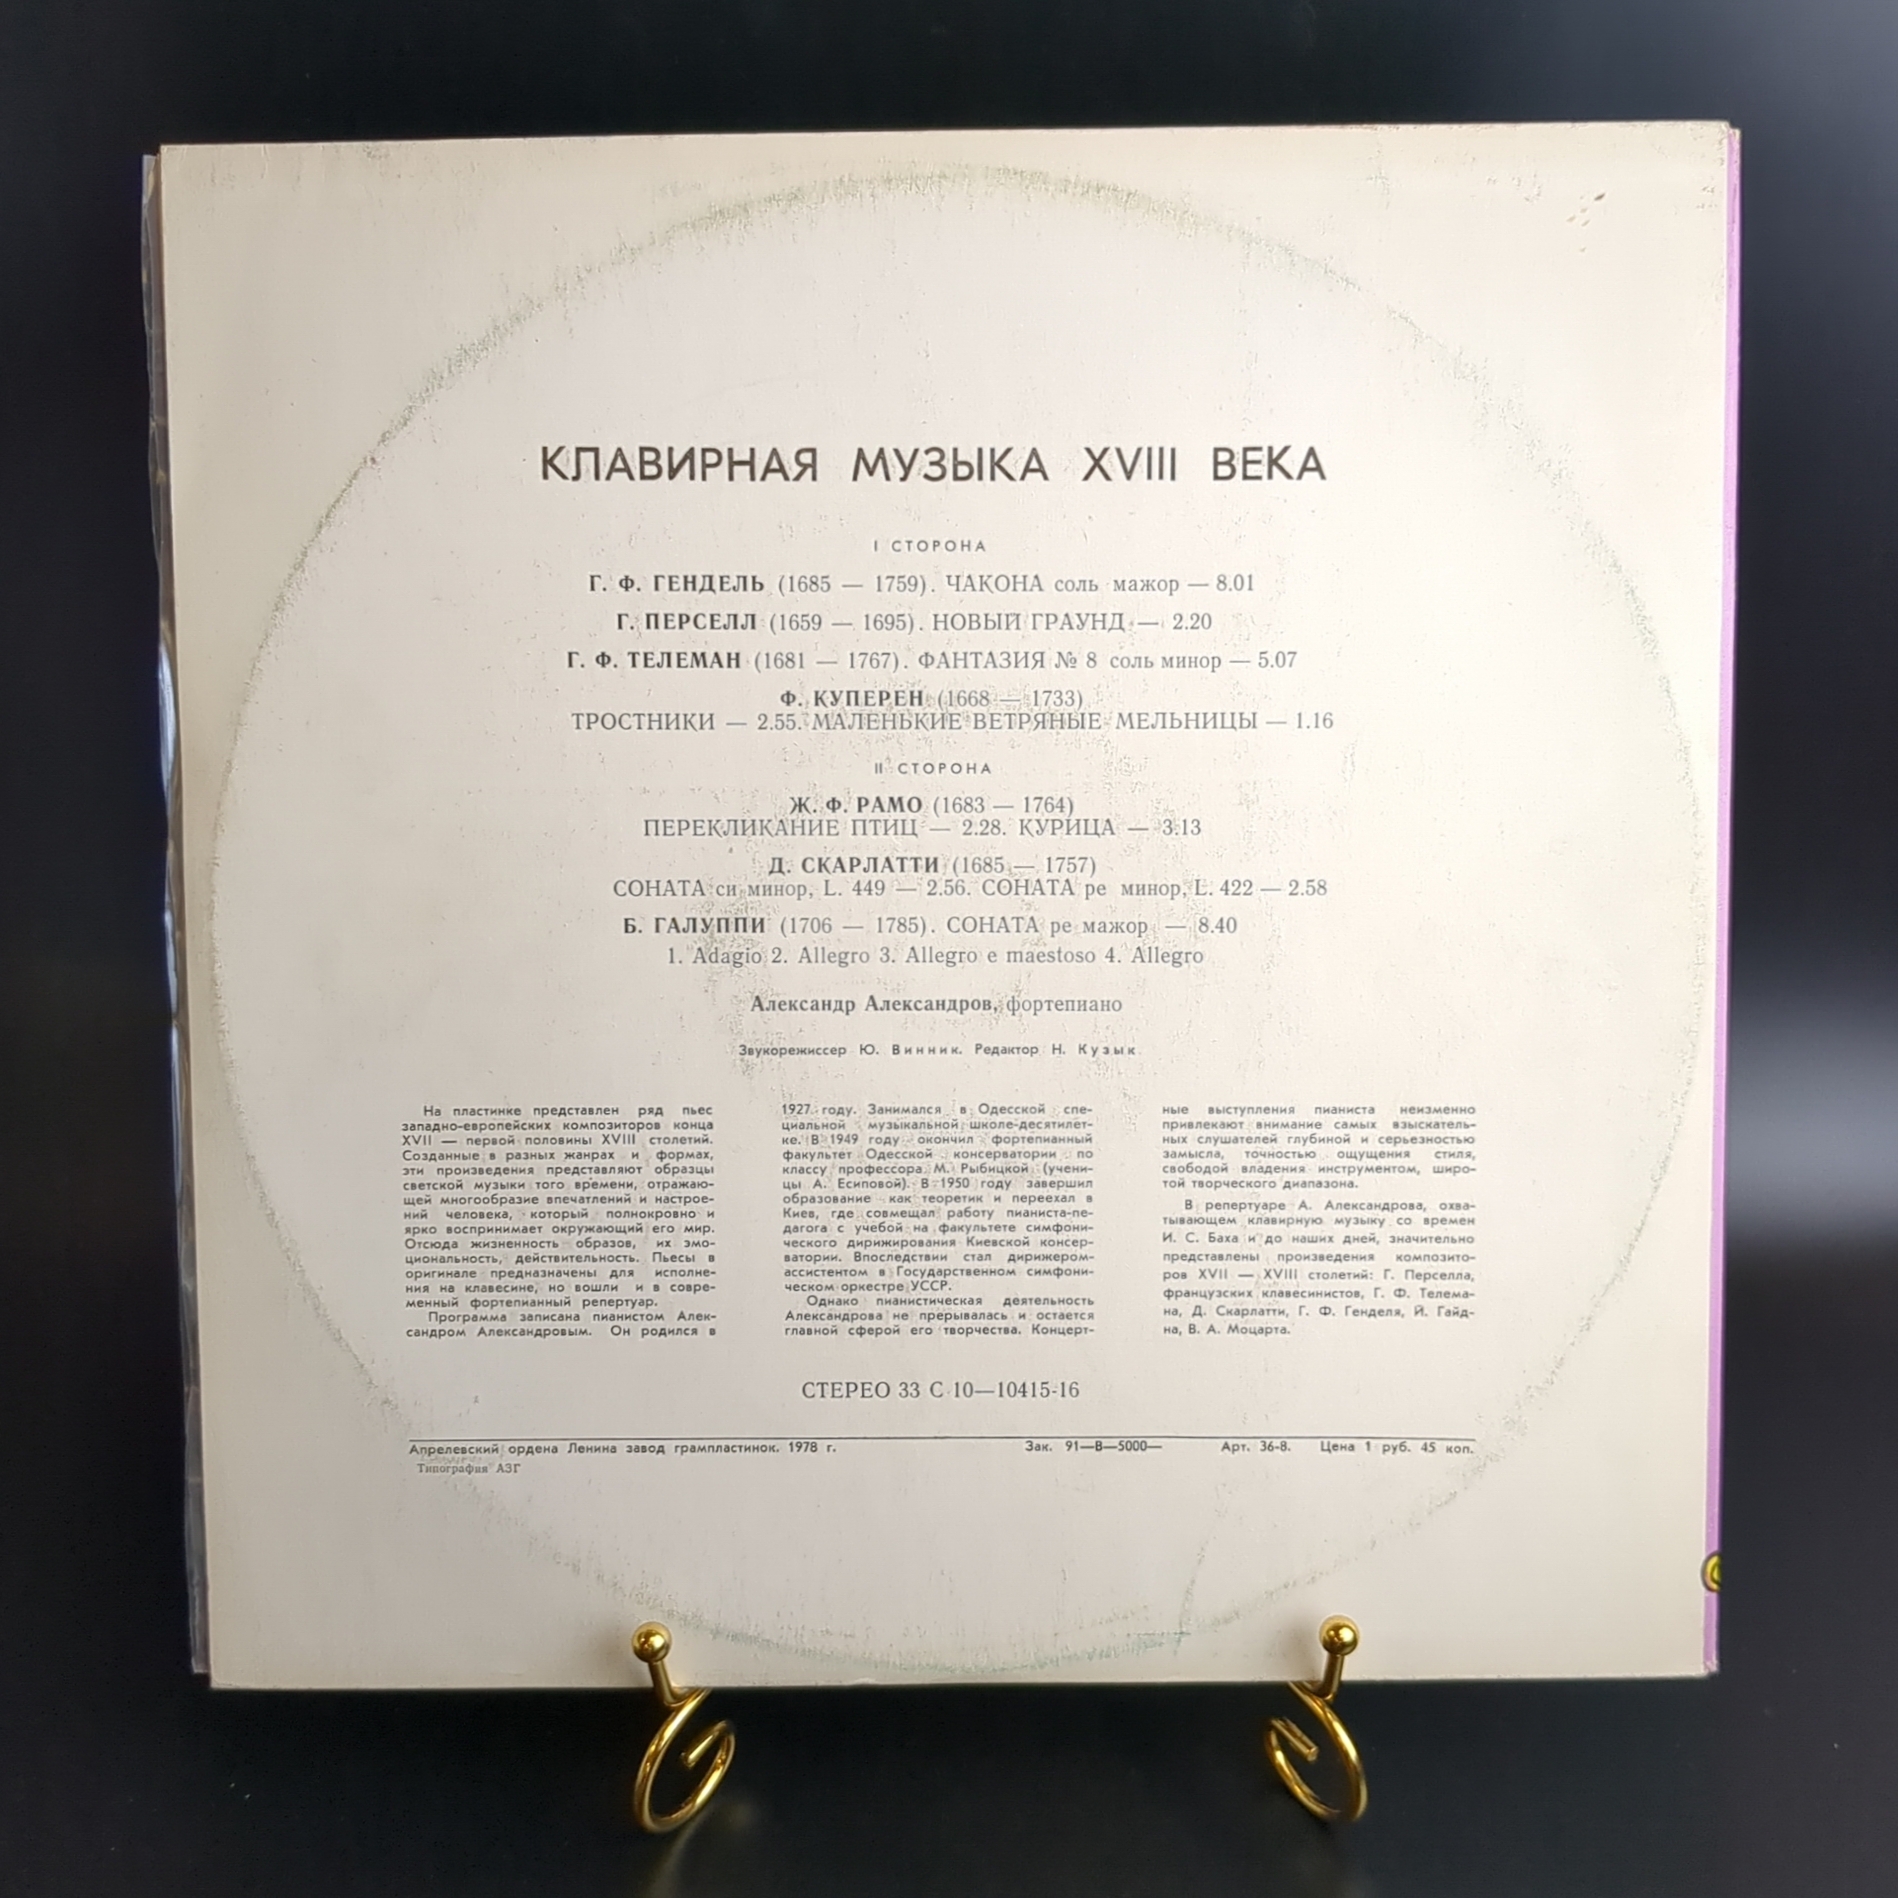 КЛАВИРНАЯ МУЗЫКА XVIII ВЕКА
I СТОРОНА
Г. Ф. ГЕНДЕЛЬ (1685 — 1759). ЧАКОНА соль мажор — 8.01
Г. ПЕРСЕЛЛ (1659 — 1695). НОВЫЙ ГРАУНД — 2.20
Г. Ф. ТЕЛЕМАН (1681 — 1767). ФАНТАЗИЯ № 8 соль минор — 5.07
Ф. КУПЕРЕН (1668 — 1733)
ТРОСТНИКИ — 2.55. МАЛЕНЬКИЕ ВЕТРЯНЫЕ МЕЛЬНИЦЫ — 1.16
II СТОРОНА
Ж. Ф. РАМО (1683 — 1764)
ПЕРЕКЛИКАНИЕ ПТИЦ — 2.28. КУРИЦА — 3.13
Д. СКАРЛАТТИ (1685 — 1757)
СОНАТА си минор, L. 449 — 2.56. СОНАТА ре минор, L. 422 — 2.58
Б. ГАЛУППИ (1706 — 1785). СОНАТА ре мажор — 8.40
1. Adagio 2. Allegro 3. Allegro e maestoso 4. Allegro
Александр Александров, фортепиано
Звукорежиссер Ю. Винник. Редактор Н. Кузык
На пластинке представлен ряд пьес
западно-европейских композиторов конца
XVII — первой половины XVIII столетий.
Созданные в разных жанрах и формах,
эти произведения представляют образцы
светской музыки того времени, отражаю-
щей многообразие впечатлений и настрое-
ний человека, который полнокровно и
ярко воспринимает окружающий его мир.
Отсюда жизненность образов, их эмо-
циональность, действительность. Пьесы в
оригинале предназначены для исполне-
ния на клавесине, но вошли и в совре-
менный фортепианный репертуар.
Программа записана пианистом Алек-
сандром Александровым. Он родился в
1927 году. Занимался в Одесской спе-
циальной музыкальной школе-десятилет-
ке. В 1949 году окончил фортепианный
факультет Одесской консерватории по
классу профессора М. Рыбицкой (учени-
цы А. Есиповой). В 1950 году завершил
образование как теоретик и переехал в
Киев, где совмещал работу пианиста-пе-
дагога с учебой на факультете симфони-
ческого дирижирования Киевской консер-
ватории. Впоследствии стал дирижером-
ассистентом в Государственном симфони-
ческом оркестре УССР.
Однако пианистическая деятельность
Александрова не прерывалась и остается
главной сферой его творчества. Концерт-
ные выступления пианиста неизменно
привлекают внимание самых взыскатель-
ных слушателей глубиной и серьезностью
замысла, точностью ощущения стиля,
свободой владения инструментом, широ-
той творческого диапазона.
В репертуаре А. Александрова, охва-
тывающем клавирную музыку со времен
И. С. Баха и до наших дней, значительно
представлены произведения композито-
ров XVII — XVIII столетий: Г. Перселла,
французских клавесинистов, Г. Ф. Телема-
на, Д. Скарлатти, Г. Ф. Генделя, Й. Гайд-
на, В. А. Моцарта.
СТЕРЕО 33 С 10—10415-16
Апрелевский ордена Ленина завод грампластинок. 1978 г. Зак. 91—В—5000— Арт. 36-8. Цена 1 руб. 45 коп.
Типография АЗГ